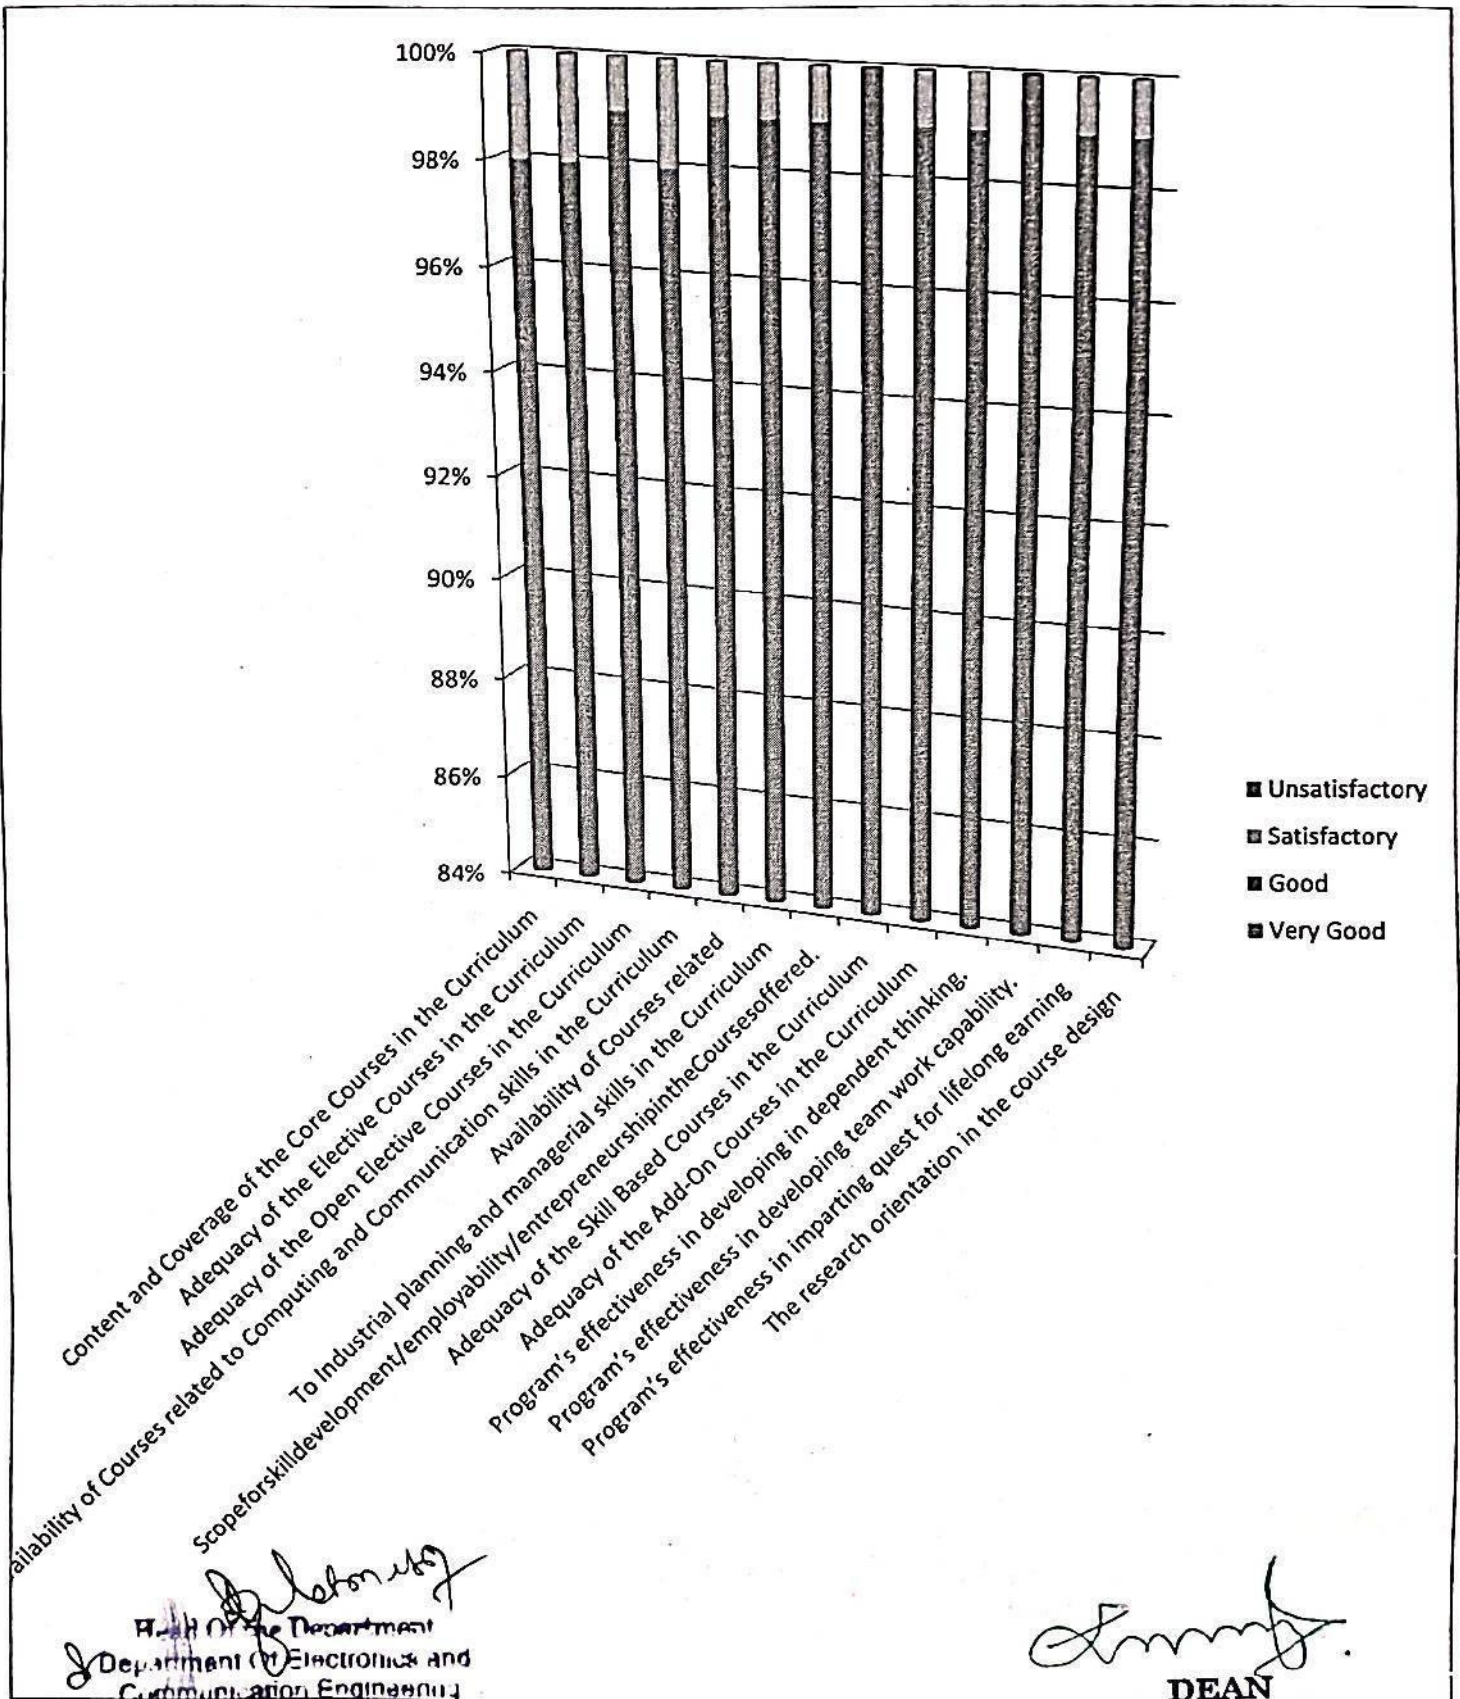 100%
98%
96%
94%
92%
90%
88%
86%
84%
Unsatisfactory
Satisfactory
Good
Very Good
Content and Coverage of the Core Courses in the Curriculum
Adequacy of the Elective Courses in the Curriculum
Adequacy of the Open Elective Courses in the Curriculum
ailability of Courses related to Computing and Communication skills in the Curriculum
Availability of Courses related
To Industrial planning and managerial skills in the Curriculum
Scopeforskilldevelopment/employability/entrepreneurshipintheCoursesoffered.
Adequacy of the Skill Based Courses in the Curriculum
Adequacy of the Add-On Courses in the Curriculum
Program's effectiveness in developing in dependent thinking.
Program's effectiveness in developing team work capability.
Program's effectiveness in imparting quest for lifelong earning
The research orientation in the course design
Head Of the Department
Department Of Electronics and
Communication Engineering
DEAN